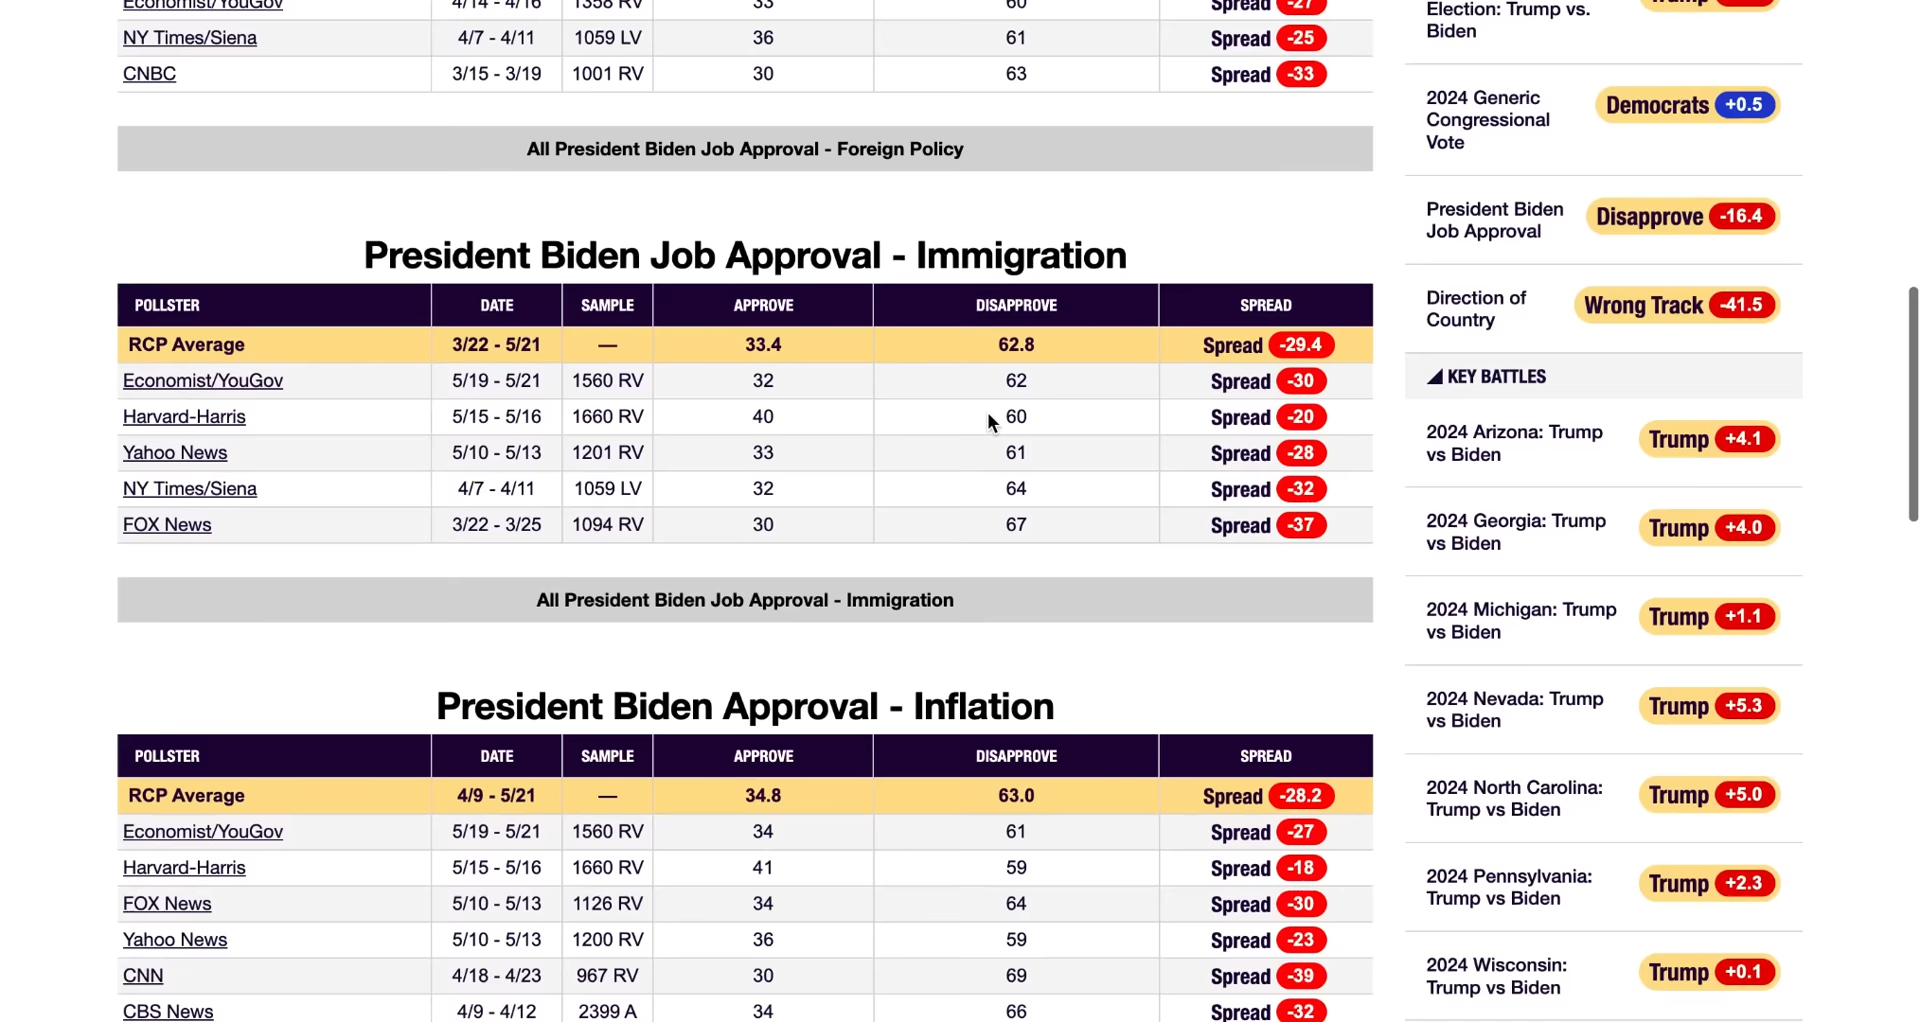 Economist/YouGov 4/14 - 4/16 1358 RV 33 60 Spread -27
NY Times/Siena 4/7 - 4/11 1059 LV 36 61 Spread -25
CNBC 3/15 - 3/19 1001 RV 30 63 Spread -33
All President Biden Job Approval - Foreign Policy
President Biden Job Approval - Immigration
POLLSTER DATE SAMPLE APPROVE DISAPPROVE SPREAD
RCP Average 3/22 - 5/21 — 33.4 62.8 Spread -29.4
Economist/YouGov 5/19 - 5/21 1560 RV 32 62 Spread -30
Harvard-Harris 5/15 - 5/16 1660 RV 40 60 Spread -20
Yahoo News 5/10 - 5/13 1201 RV 33 61 Spread -28
NY Times/Siena 4/7 - 4/11 1059 LV 32 64 Spread -32
FOX News 3/22 - 3/25 1094 RV 30 67 Spread -37
All President Biden Job Approval - Immigration
President Biden Approval - Inflation
POLLSTER DATE SAMPLE APPROVE DISAPPROVE SPREAD
RCP Average 4/9 - 5/21 — 34.8 63.0 Spread -28.2
Economist/YouGov 5/19 - 5/21 1560 RV 34 61 Spread -27
Harvard-Harris 5/15 - 5/16 1660 RV 41 59 Spread -18
FOX News 5/10 - 5/13 1126 RV 34 64 Spread -30
Yahoo News 5/10 - 5/13 1200 RV 36 59 Spread -23
CNN 4/18 - 4/23 967 RV 30 69 Spread -39
CBS News 4/9 - 4/12 2399 A 34 66 Spread -32
Election: Trump vs.
Biden
Trump
2024 Generic
Congressional
Vote
Democrats +0.5
President Biden
Job Approval
Disapprove -16.4
Direction of
Country
Wrong Track -41.5
KEY BATTLES
2024 Arizona: Trump
vs Biden
Trump +4.1
2024 Georgia: Trump
vs Biden
Trump +4.0
2024 Michigan: Trump
vs Biden
Trump +1.1
2024 Nevada: Trump
vs Biden
Trump +5.3
2024 North Carolina:
Trump vs Biden
Trump +5.0
2024 Pennsylvania:
Trump vs Biden
Trump +2.3
2024 Wisconsin:
Trump vs Biden
Trump +0.1